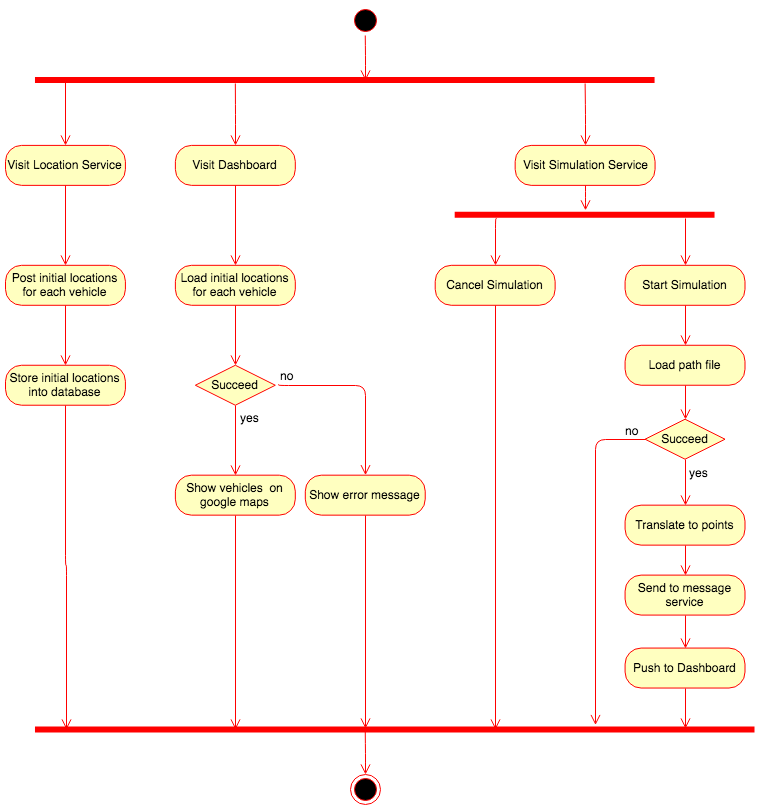 Visit Location Service
Visit Dashboard
Visit Simulation Service
Post initial locations
for each vehicle
Load initial locations
for each vehicle
Cancel Simulation
Start Simulation
Store initial locations
into database
Succeed
no
yes
Load path file
Succeed
no
yes
Show vehicles on
google maps
Show error message
Translate to points
Send to message
service
Push to Dashboard